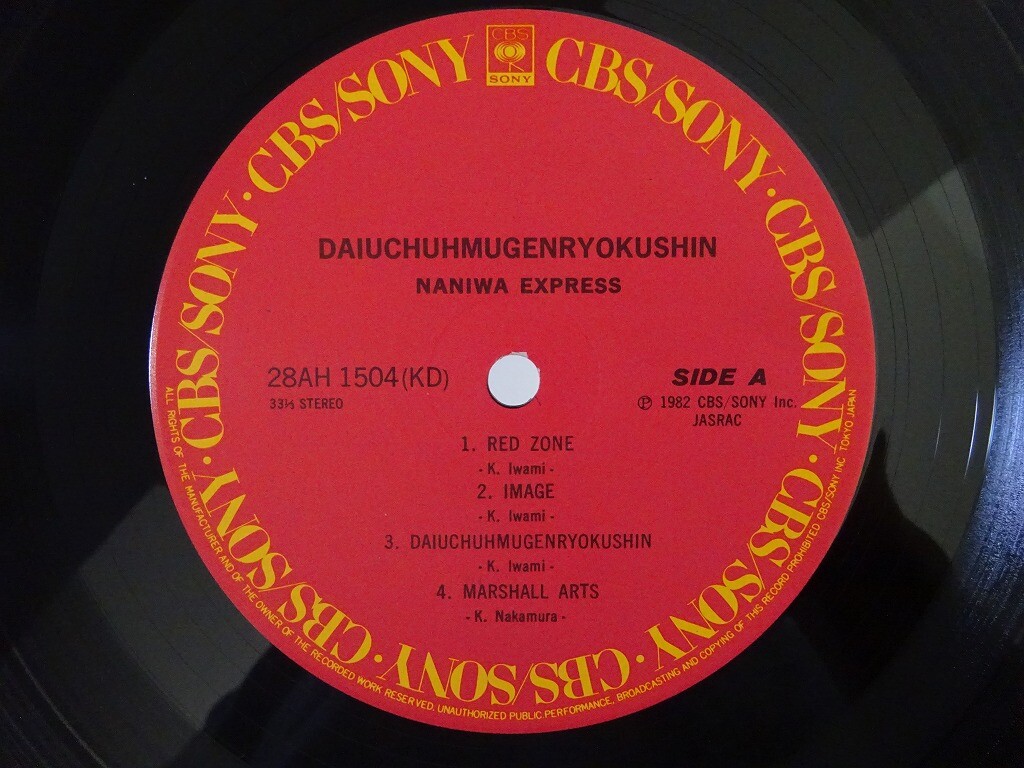 CBS
SONY
CBS/SONY · CBS/SONY · CBS/SONY · CBS/SONY · CBS/SONY · CBS/SONY · CBS/SONY · CBS/SONY · CBS/SONY
DAIUCHUHMUGENRYOKUSHIN
NANIWA EXPRESS
28AH 1504(KD)
33⅓ STEREO
SIDE A
Ⓟ 1982 CBS/SONY Inc.
JASRAC
1. RED ZONE
- K. Iwami -
2. IMAGE
- K. Iwami -
3. DAIUCHUHMUGENRYOKUSHIN
- K. Iwami -
4. MARSHALL ARTS
- K. Nakamura -
ALL RIGHTS OF THE MANUFACTURER AND OF THE OWNER OF THE RECORDED WORK RESERVED. UNAUTHORIZED PUBLIC PERFORMANCE, BROADCASTING AND COPYING OF THIS RECORD PROHIBITED CBS/SONY INC TOKYO JAPAN